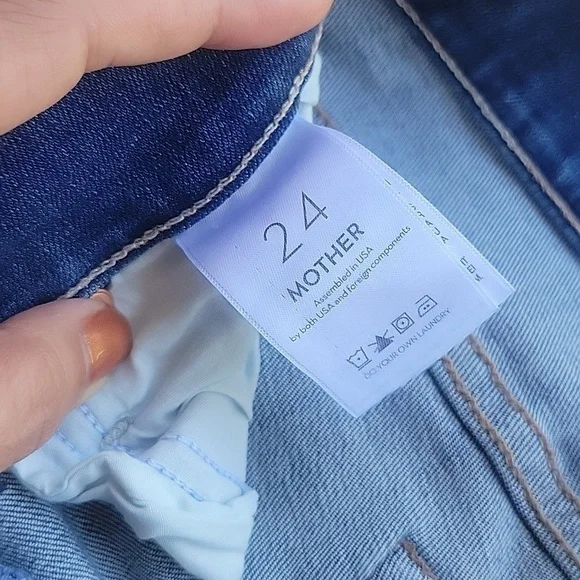 24
MOTHER
Assembled in USA
by both USA and foreign components
DO YOUR OWN LAUNDRY